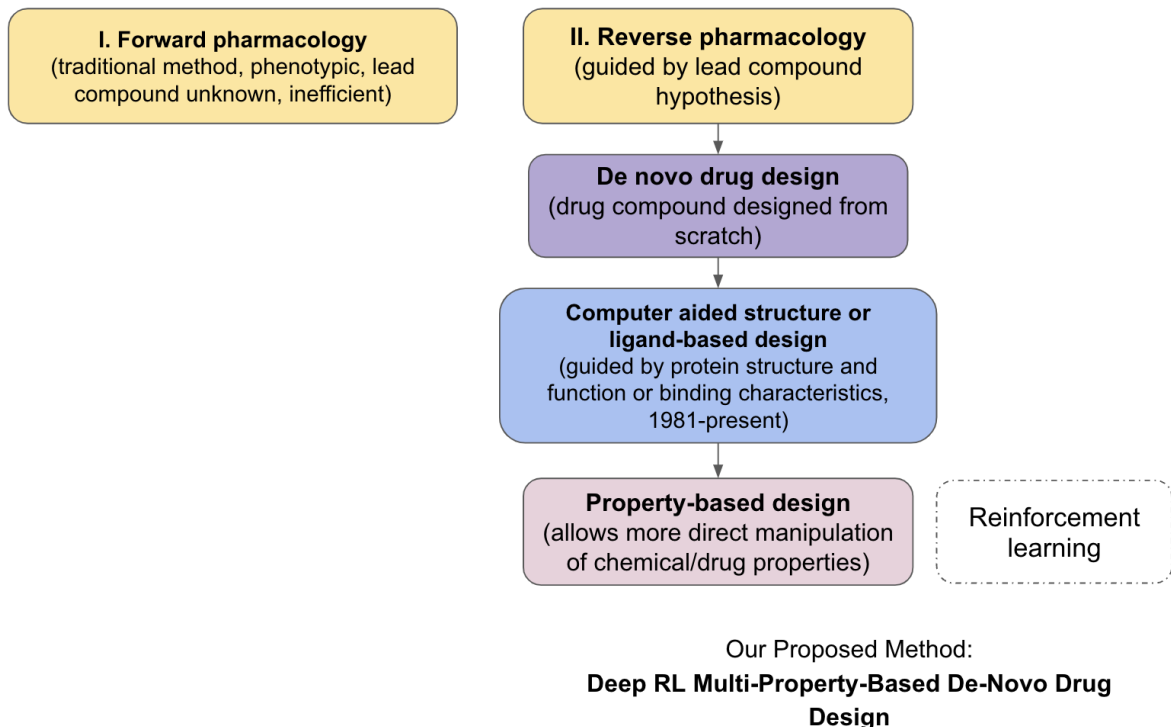 I. Forward pharmacology
(traditional method, phenotypic, lead
compound unknown, inefficient)
II. Reverse pharmacology
(guided by lead compound
hypothesis)
De novo drug design
(drug compound designed from
scratch)
Computer aided structure or
ligand-based design
(guided by protein structure and
function or binding characteristics,
1981-present)
Property-based design
(allows more direct manipulation
of chemical/drug properties)
Reinforcement
learning
Our Proposed Method:
Deep RL Multi-Property-Based De-Novo Drug
Design